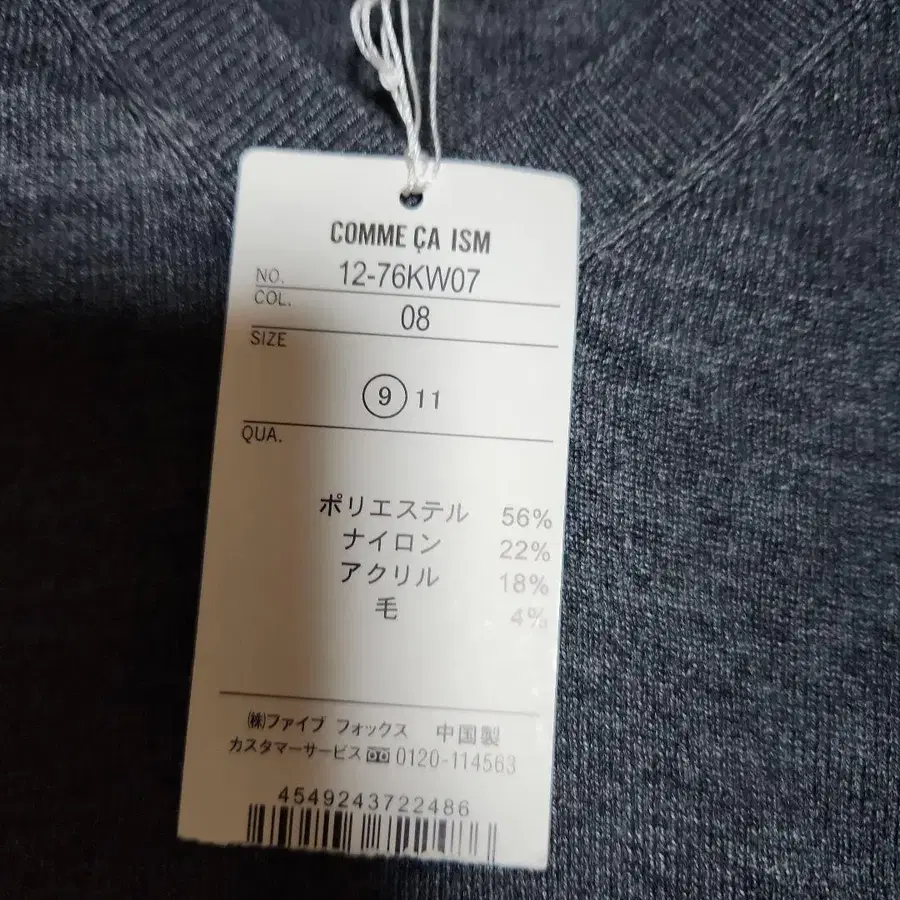 COMME ÇA ISM
NO. 12-76KW07
COL. 08
SIZE
⑨ 11
QUA.
ポリエステル 56%
ナイロン 22%
アクリル 18%
毛 4%
㈱ファイブ フォックス 中国製
カスタマーサービス 0120-114563
4549243722486